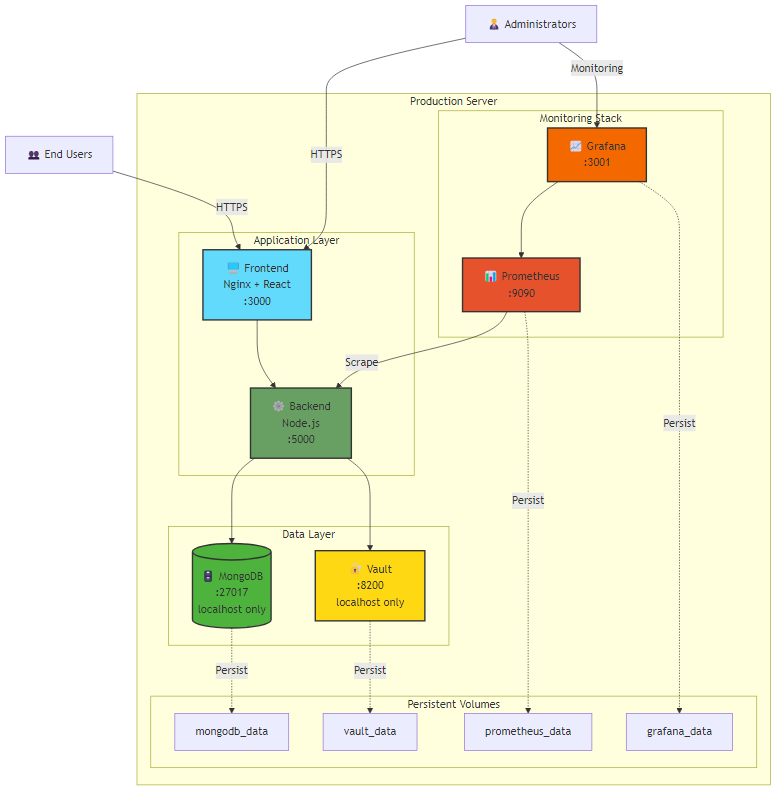 Administrators
Monitoring
Production Server
Monitoring Stack
Grafana
:3001
End Users
HTTPS
HTTPS
Application Layer
Frontend
Nginx + React
:3000
Prometheus
:9090
Scrape
Backend
Node.js
:5000
Persist
Persist
Data Layer
MongoDB
:27017
localhost only
Vault
:8200
localhost only
Persist
Persist
Persistent Volumes
mongodb_data
vault_data
prometheus_data
grafana_data